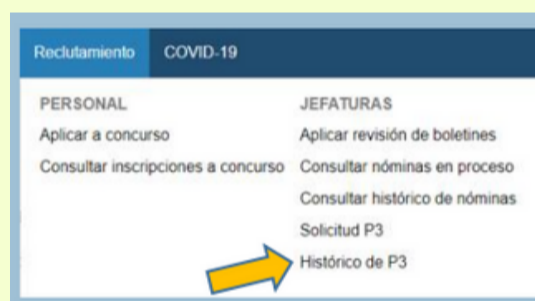 Reclutamiento COVID-19
PERSONAL
Aplicar a concurso
Consultar inscripciones a concurso
JEFATURAS
Aplicar revisión de boletines
Consultar nóminas en proceso
Consultar histórico de nóminas
Solicitud P3
Histórico de P3